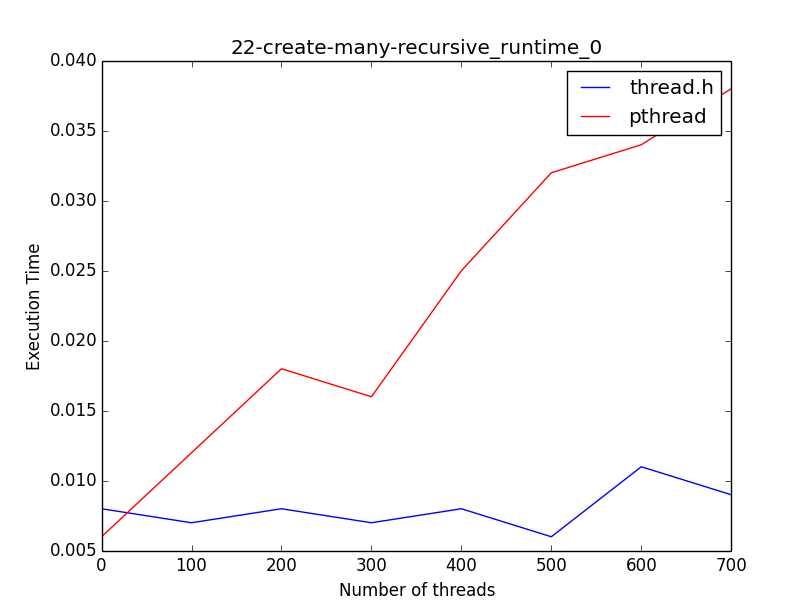 22-create-many-recursive_runtime_0
thread.h
pthread
Execution Time
0.040
0.035
0.030
0.025
0.020
0.015
0.010
0.005
0 100 200 300 400 500 600 700
Number of threads